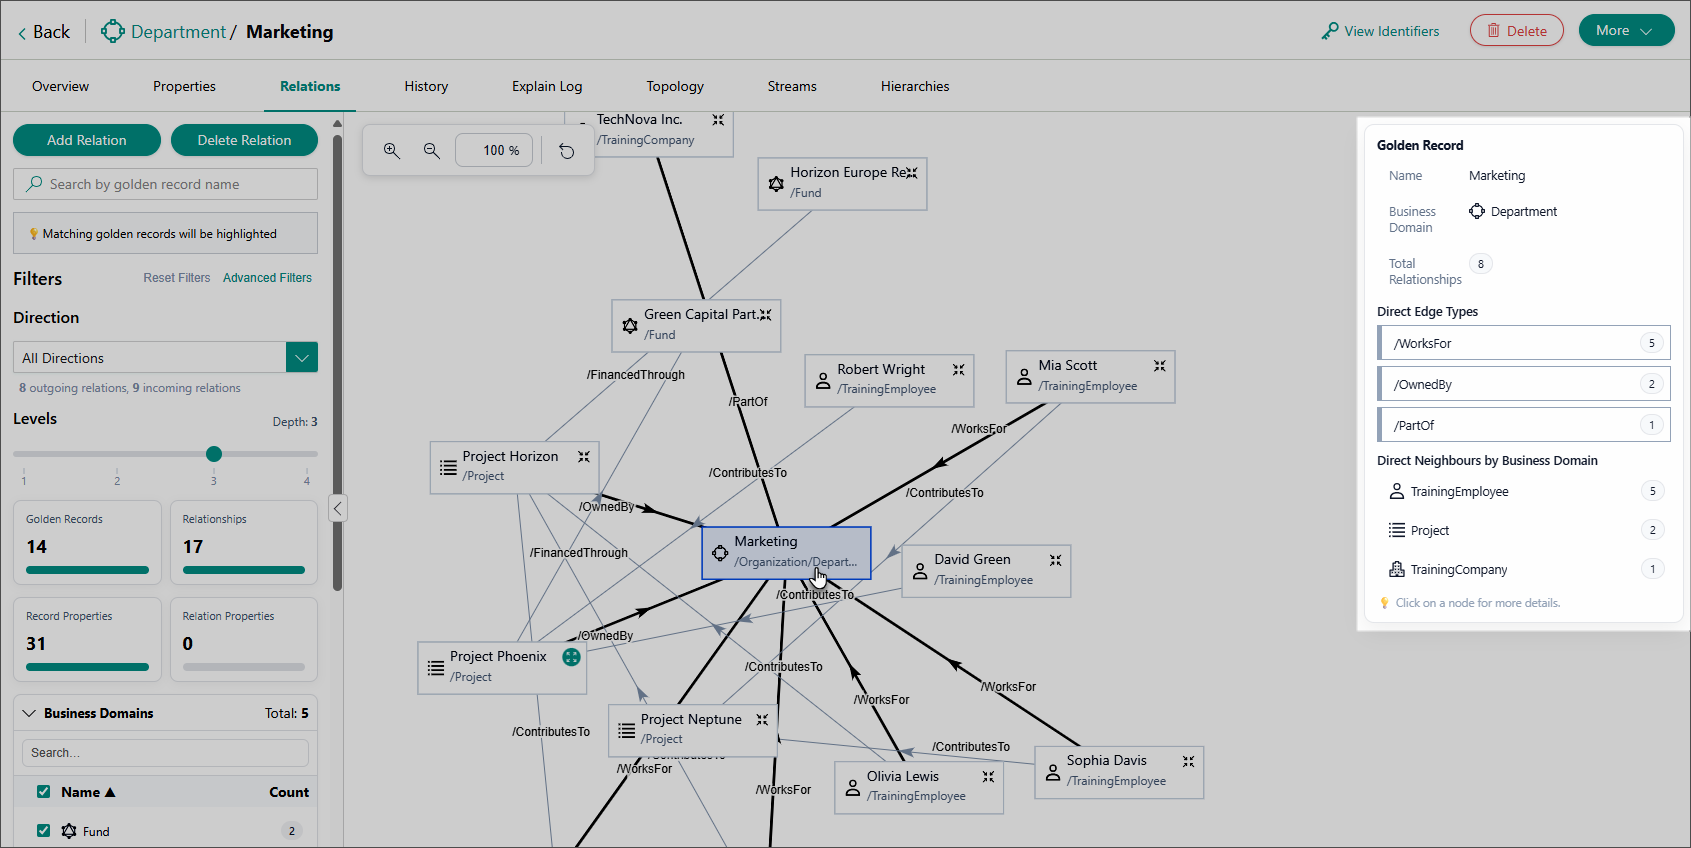 Back
Department / Marketing
View Identifiers
Delete
More
Overview
Properties
Relations
History
Explain Log
Topology
Streams
Hierarchies
Add Relation
Delete Relation
Search by golden record name
Matching golden records will be highlighted
Filters
Reset Filters
Advanced Filters
Direction
All Directions
8 outgoing relations, 9 incoming relations
Levels
Depth: 3
1 2 3 4
Golden Records
14
Relationships
17
Record Properties
31
Relation Properties
0
Business Domains
Total: 5
Search...
Name
Count
Fund
2
100 %
TechNova Inc.
/TrainingCompany
Horizon Europe Re
/Fund
Green Capital Part...
/Fund
/FinancedThrough
/PartOf
Robert Wright
/TrainingEmployee
Mia Scott
/TrainingEmployee
/WorksFor
Project Horizon
/Project
/ContributesTo
/ContributesTo
/OwnedBy
/FinancedThrough
Marketing
/Organization/Depart...
David Green
/TrainingEmployee
/ContributesTo
/OwnedBy
Project Phoenix
/Project
/ContributesTo
/WorksFor
/WorksFor
Project Neptune
/Project
/ContributesTo
/ContributesTo
/ContributesTo
/WorksFor
/WorksFor
Olivia Lewis
/TrainingEmployee
Sophia Davis
/TrainingEmployee
Golden Record
Name
Marketing
Business
Domain
Department
Total
Relationships
8
Direct Edge Types
/WorksFor
5
/OwnedBy
2
/PartOf
1
Direct Neighbours by Business Domain
TrainingEmployee
5
Project
2
TrainingCompany
1
Click on a node for more details.